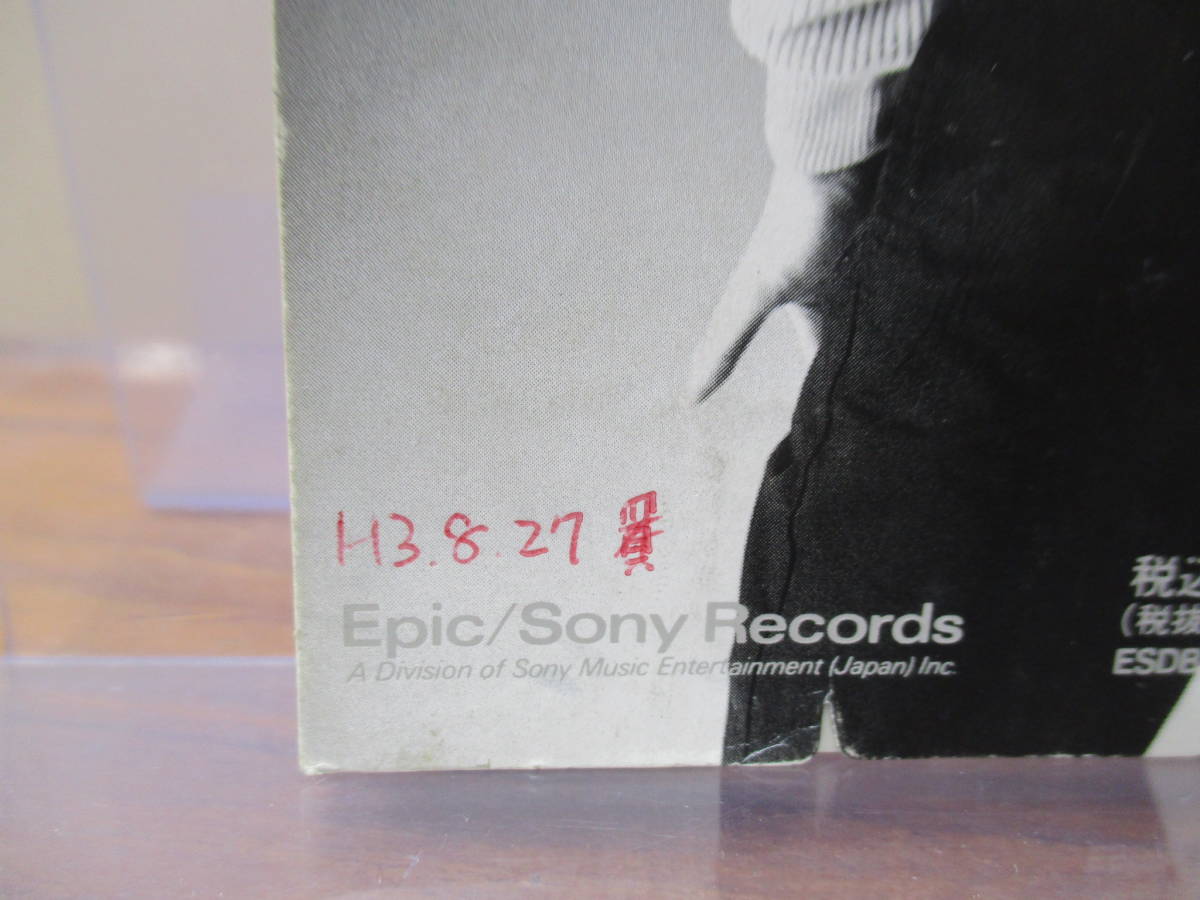 H3.8.27 買
Epic/Sony Records
A Division of Sony Music Entertainment (Japan) Inc.
税込
(税抜
ESDB